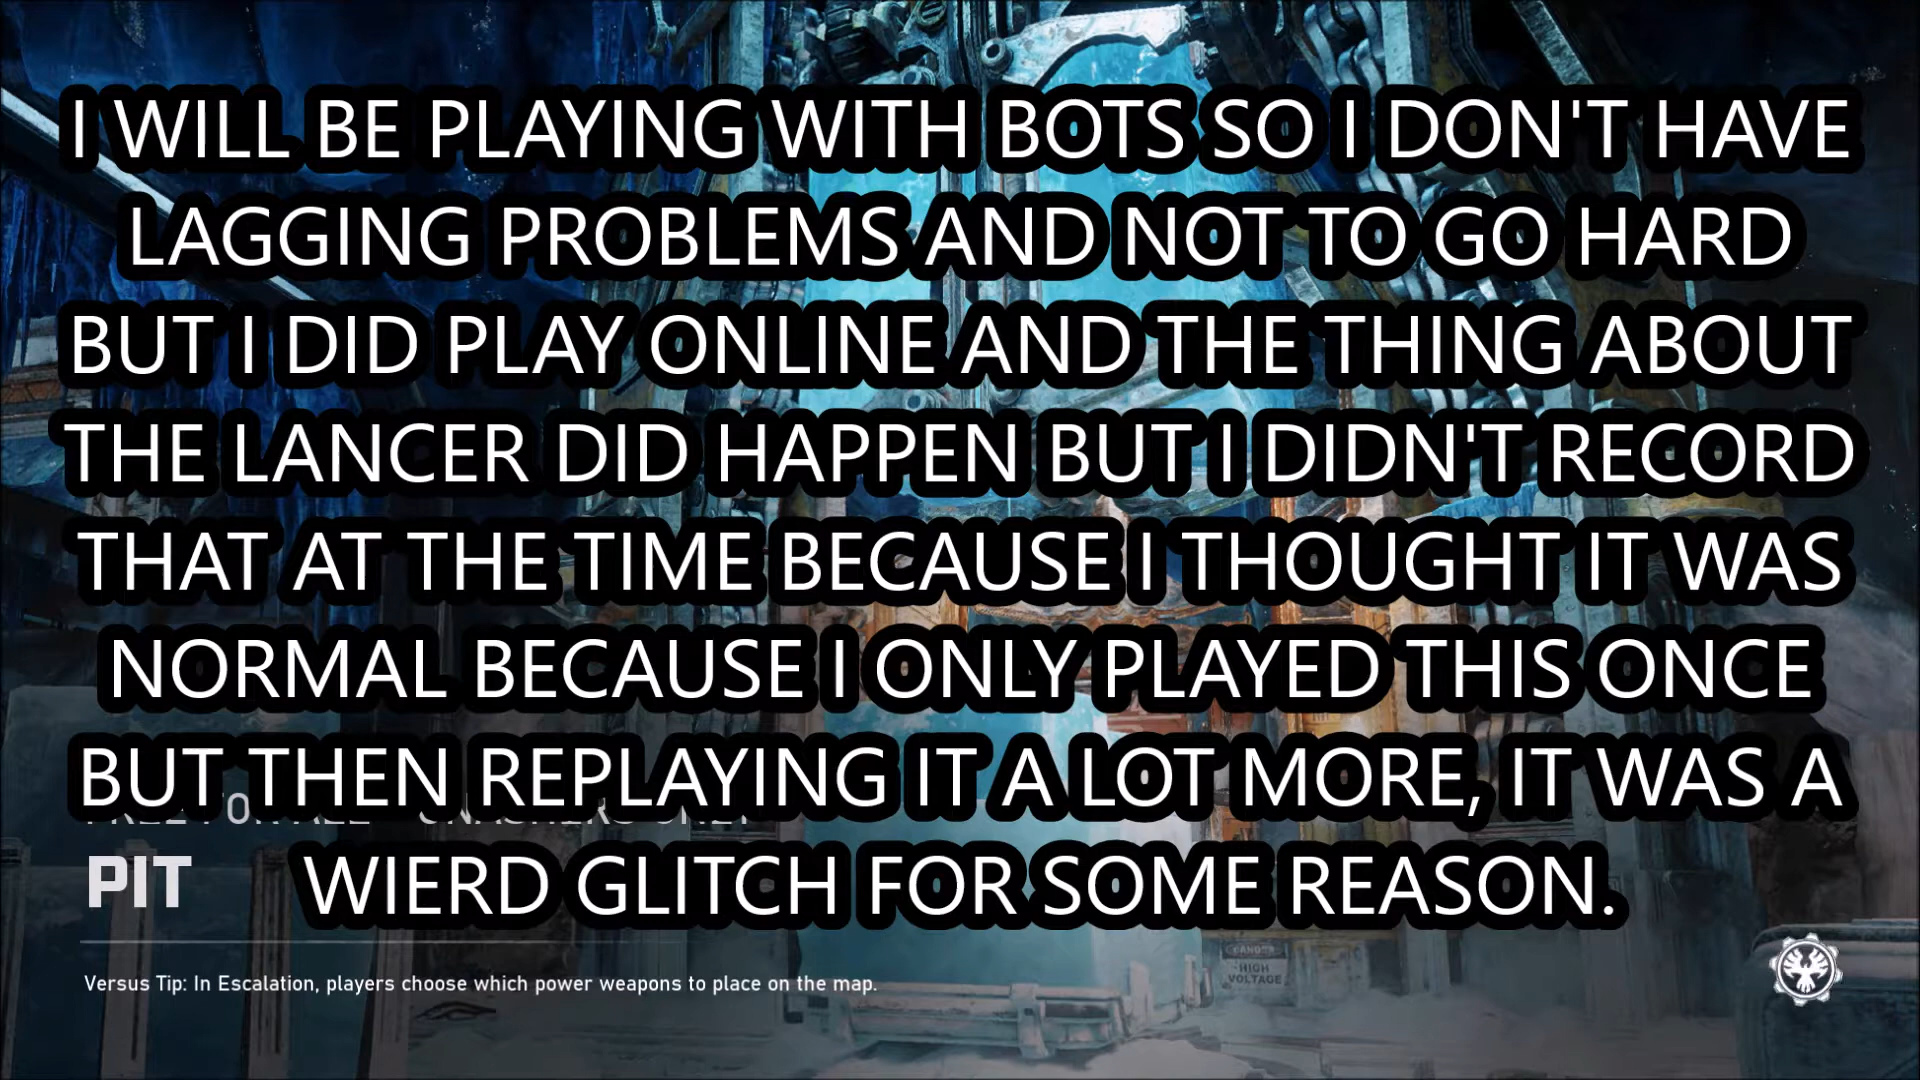 I WILL BE PLAYING WITH BOTS SO I DON'T HAVE
LAGGING PROBLEMS AND NOT TO GO HARD
BUT I DID PLAY ONLINE AND THE THING ABOUT
THE LANCER DID HAPPEN BUT I DIDN'T RECORD
THAT AT THE TIME BECAUSE I THOUGHT IT WAS
NORMAL BECAUSE I ONLY PLAYED THIS ONCE
BUT THEN REPLAYING IT A LOT MORE, IT WAS A
WIERD GLITCH FOR SOME REASON.
PIT
Versus Tip: In Escalation, players choose which power weapons to place on the map.
DANGER
HIGH
VOLTAGE